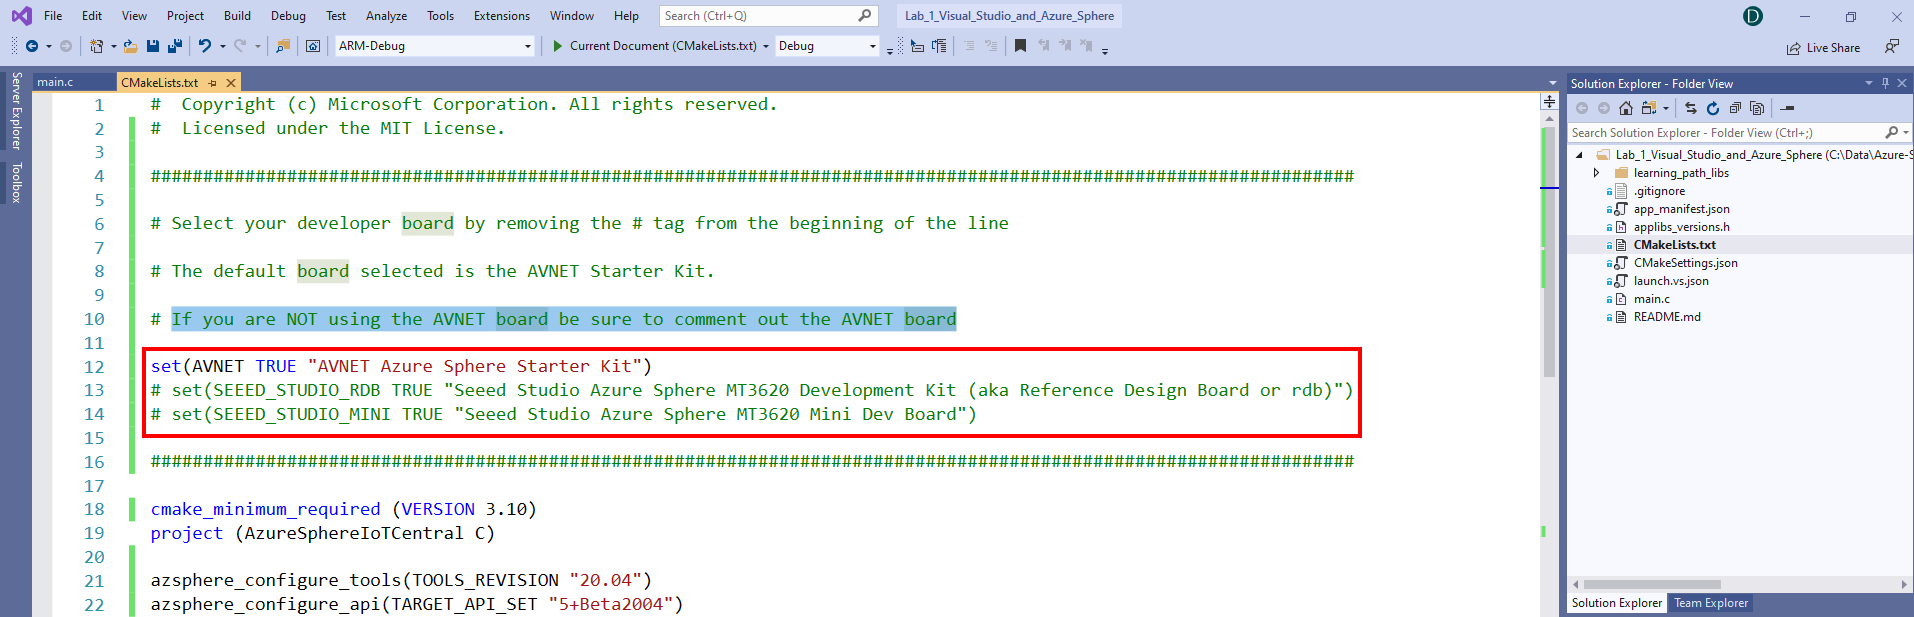 File Edit View Project Build Debug Test Analyze Tools Extensions Window Help Search (Ctrl+Q) Lab_1_Visual_Studio_and_Azure_Sphere D
ARM-Debug Current Document (CMakeLists.txt) Debug Live Share
Server Explorer
Toolbox
main.c CMakeLists.txt
1 #  Copyright (c) Microsoft Corporation. All rights reserved.
2 #  Licensed under the MIT License.
3
4 ###################################################################################################################
5
6 # Select your developer board by removing the # tag from the beginning of the line
7
8 # The default board selected is the AVNET Starter Kit.
9
10 # If you are NOT using the AVNET board be sure to comment out the AVNET board
11
12 set(AVNET TRUE "AVNET Azure Sphere Starter Kit")
13 # set(SEEED_STUDIO_RDB TRUE "Seeed Studio Azure Sphere MT3620 Development Kit (aka Reference Design Board or rdb)")
14 # set(SEEED_STUDIO_MINI TRUE "Seeed Studio Azure Sphere MT3620 Mini Dev Board")
15
16 ###################################################################################################################
17
18 cmake_minimum_required (VERSION 3.10)
19 project (AzureSphereIoTCentral C)
20
21 azsphere_configure_tools(TOOLS_REVISION "20.04")
22 azsphere_configure_api(TARGET_API_SET "5+Beta2004")
Solution Explorer - Folder View
Search Solution Explorer - Folder View (Ctrl+;)
Lab_1_Visual_Studio_and_Azure_Sphere (C:\Data\Azure-S
learning_path_libs
.gitignore
app_manifest.json
applibs_versions.h
CMakeLists.txt
CMakeSettings.json
launch.vs.json
main.c
README.md
Solution Explorer Team Explorer